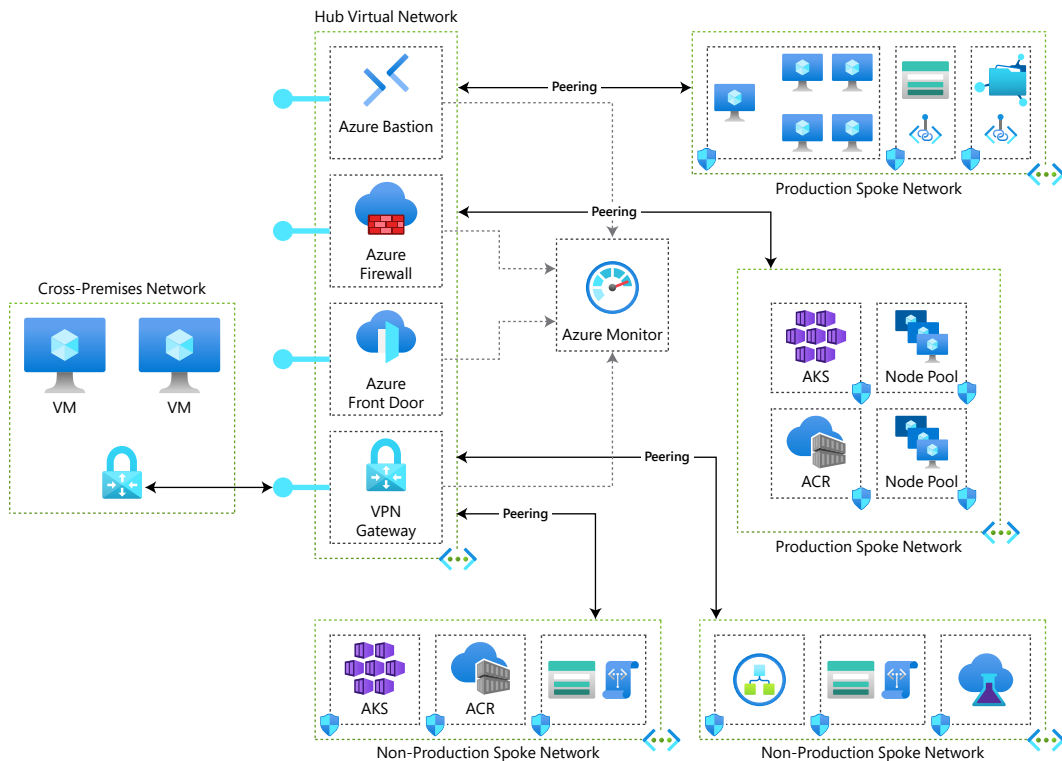 Hub Virtual Network
Azure Bastion
Peering
Production Spoke Network
Azure
Firewall
Peering
Azure Monitor
Cross-Premises Network
VM
VM
Azure
Front Door
AKS
Node Pool
ACR
Node Pool
Production Spoke Network
VPN
Gateway
Peering
Peering
AKS
ACR
Non-Production Spoke Network
Non-Production Spoke Network